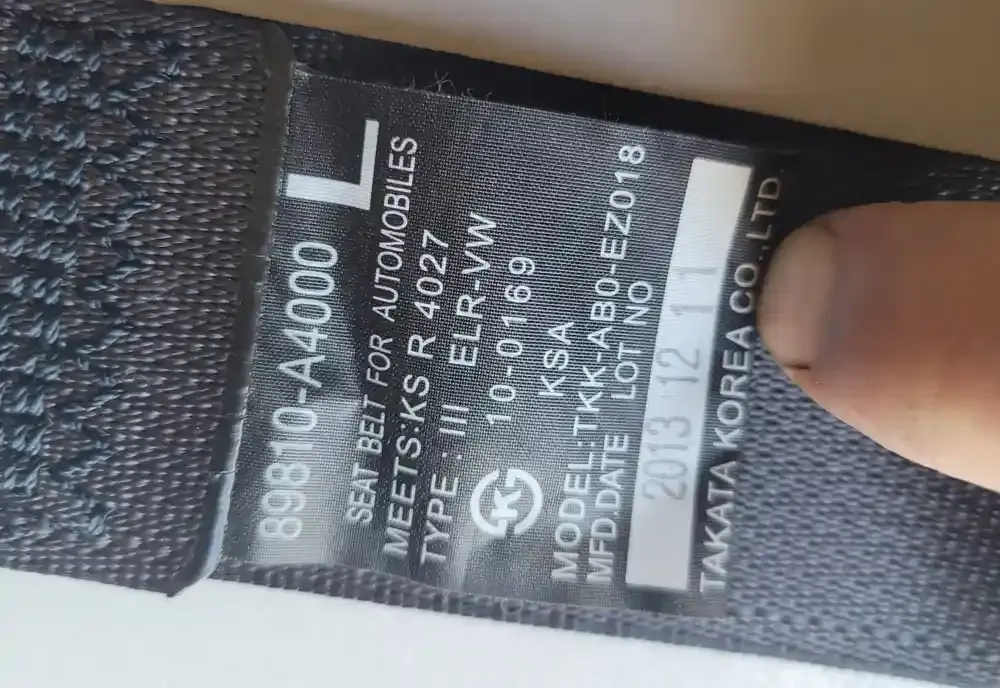 89810-A4000 L
SEAT BELT FOR AUTOMOBILES
MEETS:KS R 4027
TYPE : III ELR-VW
K 10-0169
KSA
MODEL:TKK-AB0-EZ018
MFD.DATE LOT NO
2013 12 11
TAKATA KOREA CO.,LTD.